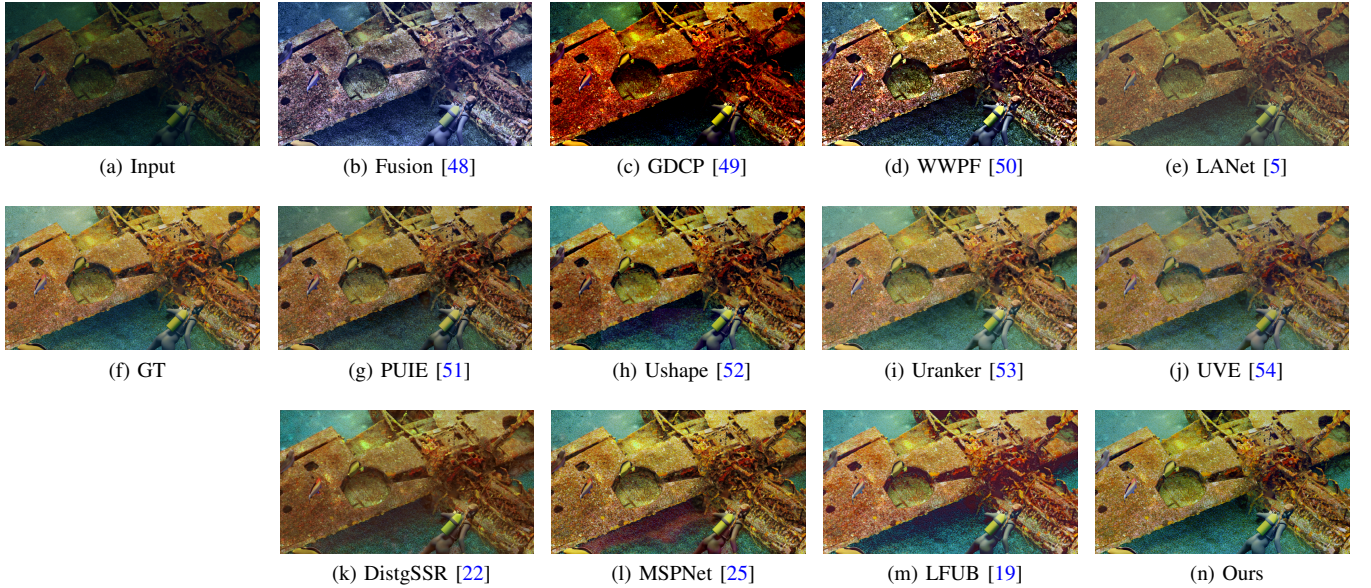 (a) Input
(b) Fusion [48]
(c) GDCP [49]
(d) WWPF [50]
(e) LANet [5]
(f) GT
(g) PUIE [51]
(h) Ushape [52]
(i) Uranker [53]
(j) UVE [54]
(k) DistgSSR [22]
(l) MSPNet [25]
(m) LFUB [19]
(n) Ours